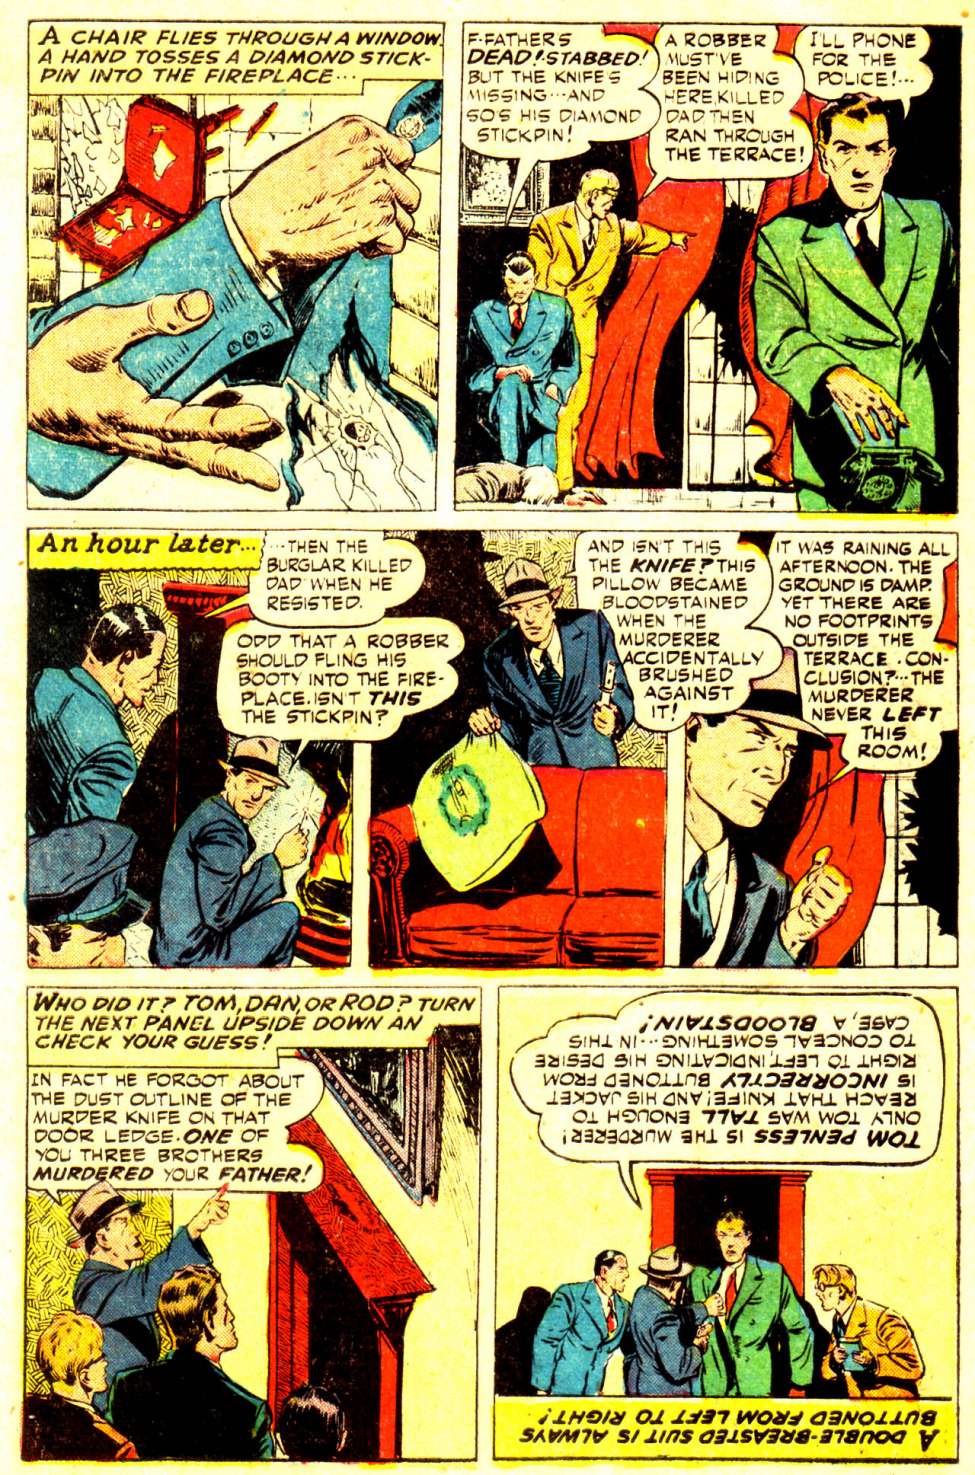 A CHAIR FLIES THROUGH A WINDOW.
A HAND TOSSES A DIAMOND STICK-
PIN INTO THE FIREPLACE...
F-FATHERS
DEAD! STABBED!
BUT THE KNIFE'S
MISSING...AND
SO'S HIS DIAMOND
STICKPIN!
A ROBBER
MUST'VE
BEEN HIDING
HERE, KILLED
DAD, THEN
RAN THROUGH
THE TERRACE!
I'LL PHONE
FOR THE
POLICE!...
An hour later...
...THEN THE
BURGLAR KILLED
DAD WHEN HE
RESISTED.
ODD THAT A ROBBER
SHOULD FLING HIS
BOOTY INTO THE FIRE-
PLACE. ISN'T THIS
THE STICKPIN?
AND ISN'T THIS
THE KNIFE? THIS
PILLOW BECAME
BLOODSTAINED
WHEN THE
MURDERER
ACCIDENTALLY
BRUSHED
AGAINST
IT!
IT WAS RAINING ALL
AFTERNOON. THE
GROUND IS DAMP.
YET THERE ARE
NO FOOTPRINTS
OUTSIDE THE
TERRACE. CON-
CLUSION?...THE
MURDERER
NEVER LEFT
THIS
ROOM!
WHO DID IT? TOM, DAN, OR ROD? TURN
THE NEXT PANEL UPSIDE DOWN AN
CHECK YOUR GUESS!
IN FACT HE FORGOT ABOUT
THE DUST OUTLINE OF THE
MURDER KNIFE ON THAT
DOOR LEDGE. ONE OF
YOU THREE BROTHERS
MURDERED YOUR FATHER!
TOM PENLESS IS THE MURDERER!
ONLY TOM WAS TALL ENOUGH TO
REACH THAT KNIFE! AND HIS JACKET
IS INCORRECTLY BUTTONED FROM
RIGHT TO LEFT, INDICATING HIS DESIRE
TO CONCEAL SOMETHING...IN THIS
CASE, A BLOODSTAIN!
A DOUBLE-BREASTED SUIT IS ALWAYS
BUTTONED FROM LEFT TO RIGHT!